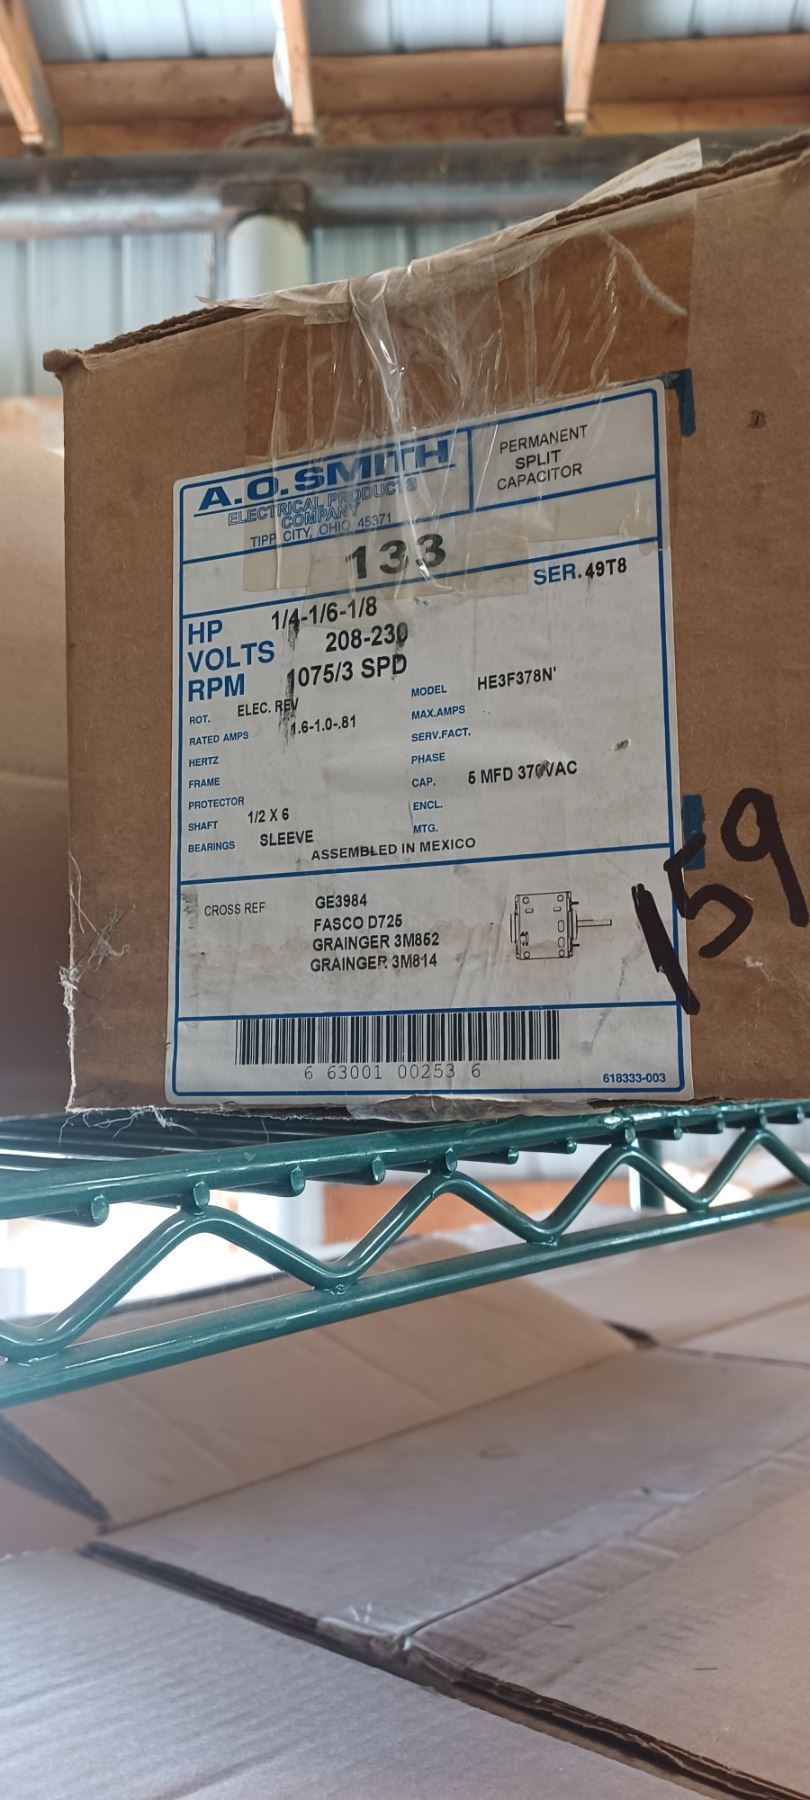 A.O.SMITH
ELECTRICAL PRODUCTS
COMPANY
TIPP CITY, OHIO 45371
PERMANENT
SPLIT
CAPACITOR
133
SER. 49T8
HP 1/4-1/6-1/8
VOLTS 208-230
RPM 1075/3 SPD
ROT. ELEC. REV
RATED AMPS 1.6-1.0-.81
HERTZ
FRAME
PROTECTOR
SHAFT 1/2 X 6
BEARINGS SLEEVE
MODEL HE3F378N'
MAX.AMPS
SERV.FACT.
PHASE
CAP. 5 MFD 370VAC
ENCL.
MTG.
ASSEMBLED IN MEXICO
CROSS REF GE3984
FASCO D725
GRAINGER 3M852
GRAINGER 3M814
6 63001 00253 6
618333-003
159